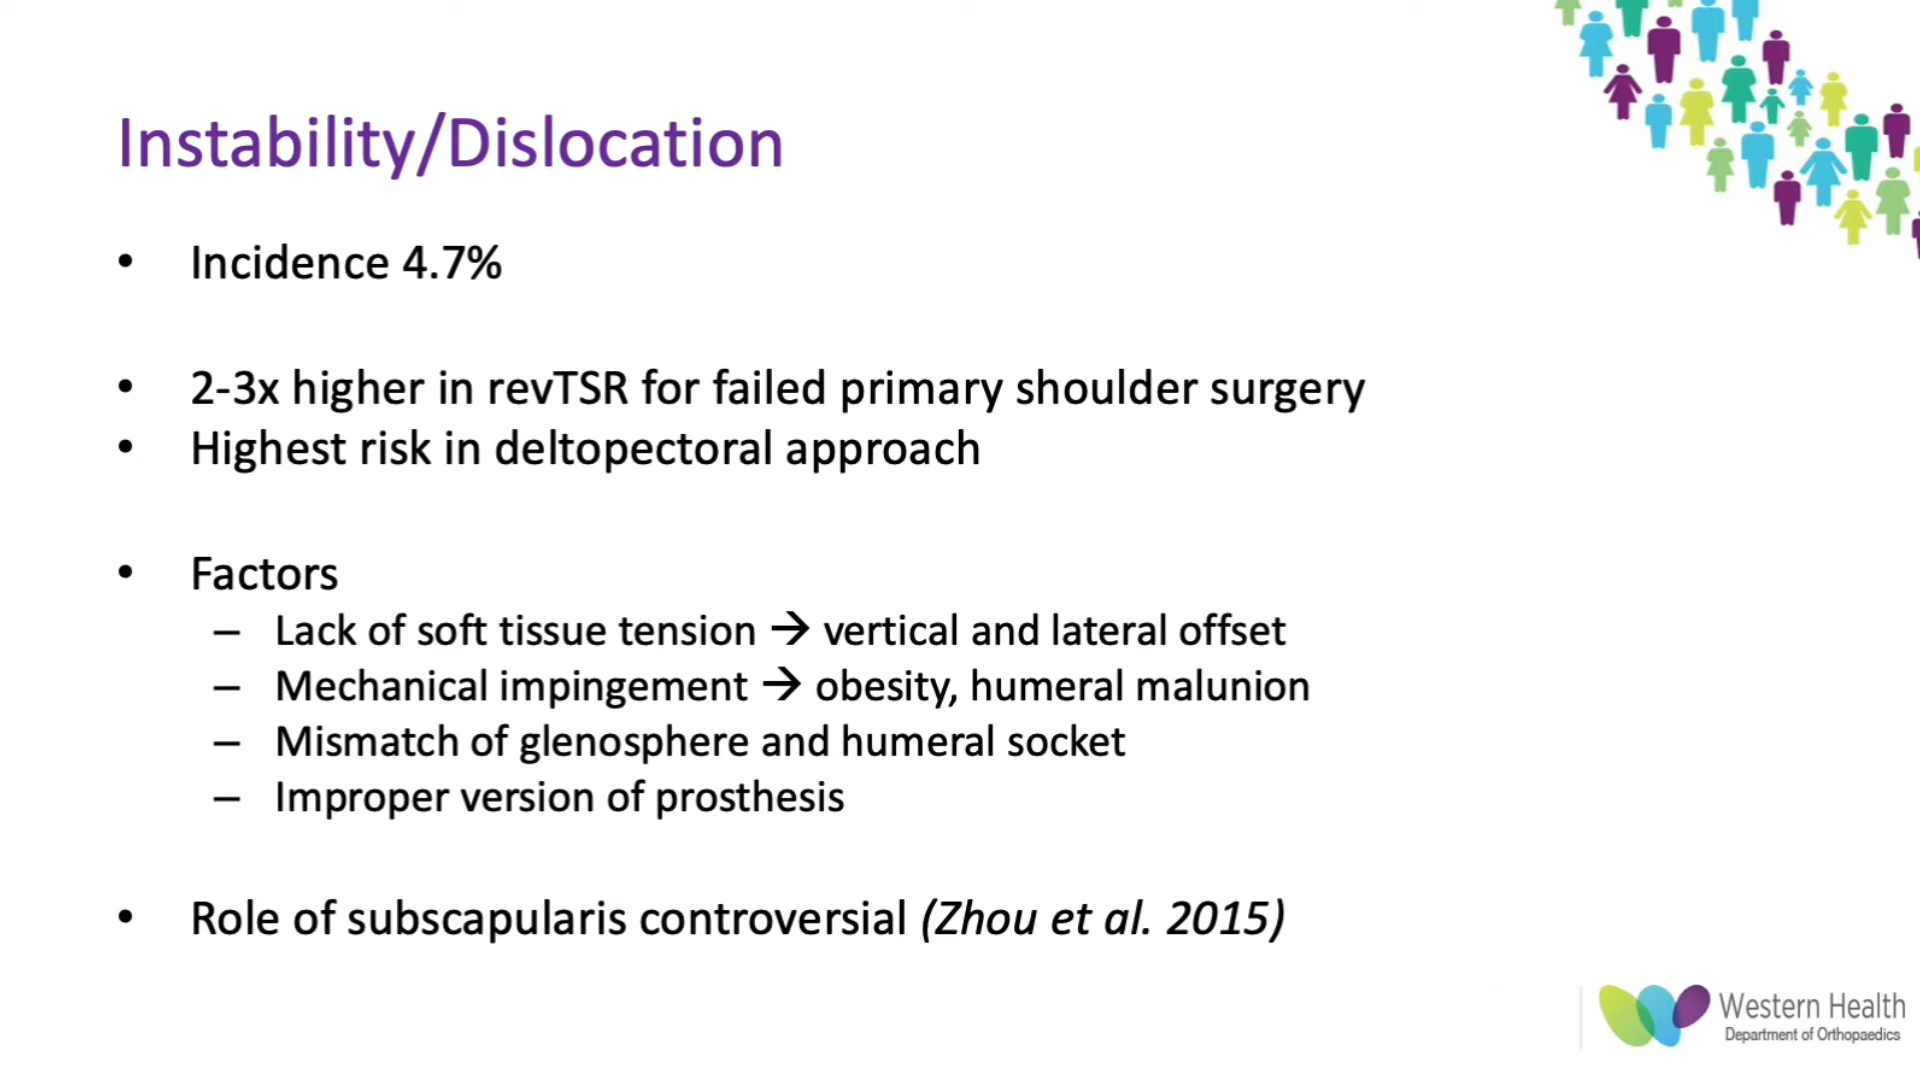 Instability/Dislocation
• Incidence 4.7%
• 2-3x higher in revTSR for failed primary shoulder surgery
• Highest risk in deltopectoral approach
• Factors
– Lack of soft tissue tension → vertical and lateral offset
– Mechanical impingement → obesity, humeral malunion
– Mismatch of glenosphere and humeral socket
– Improper version of prosthesis
• Role of subscapularis controversial (Zhou et al. 2015)
Western Health
Department of Orthopaedics